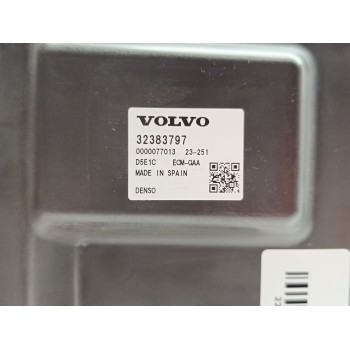 VOLVO
32383797
0000077013 23-251
D5E1C ECM-GAA
MADE IN SPAIN
DENSO